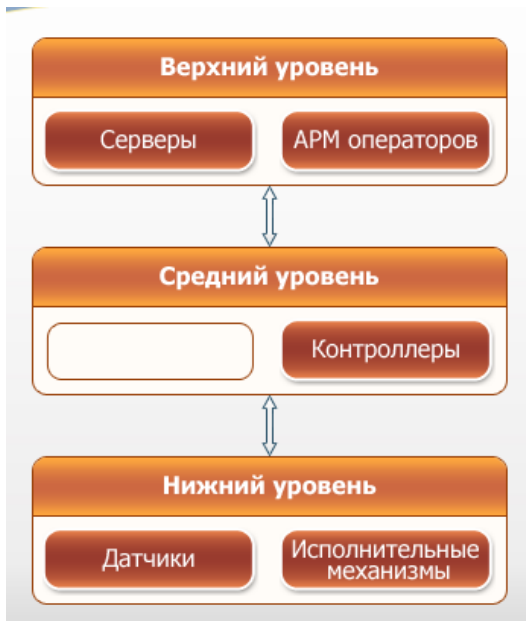 Верхний уровень
Серверы
АРМ операторов
Средний уровень
Контроллеры
Нижний уровень
Датчики
Исполнительные
механизмы